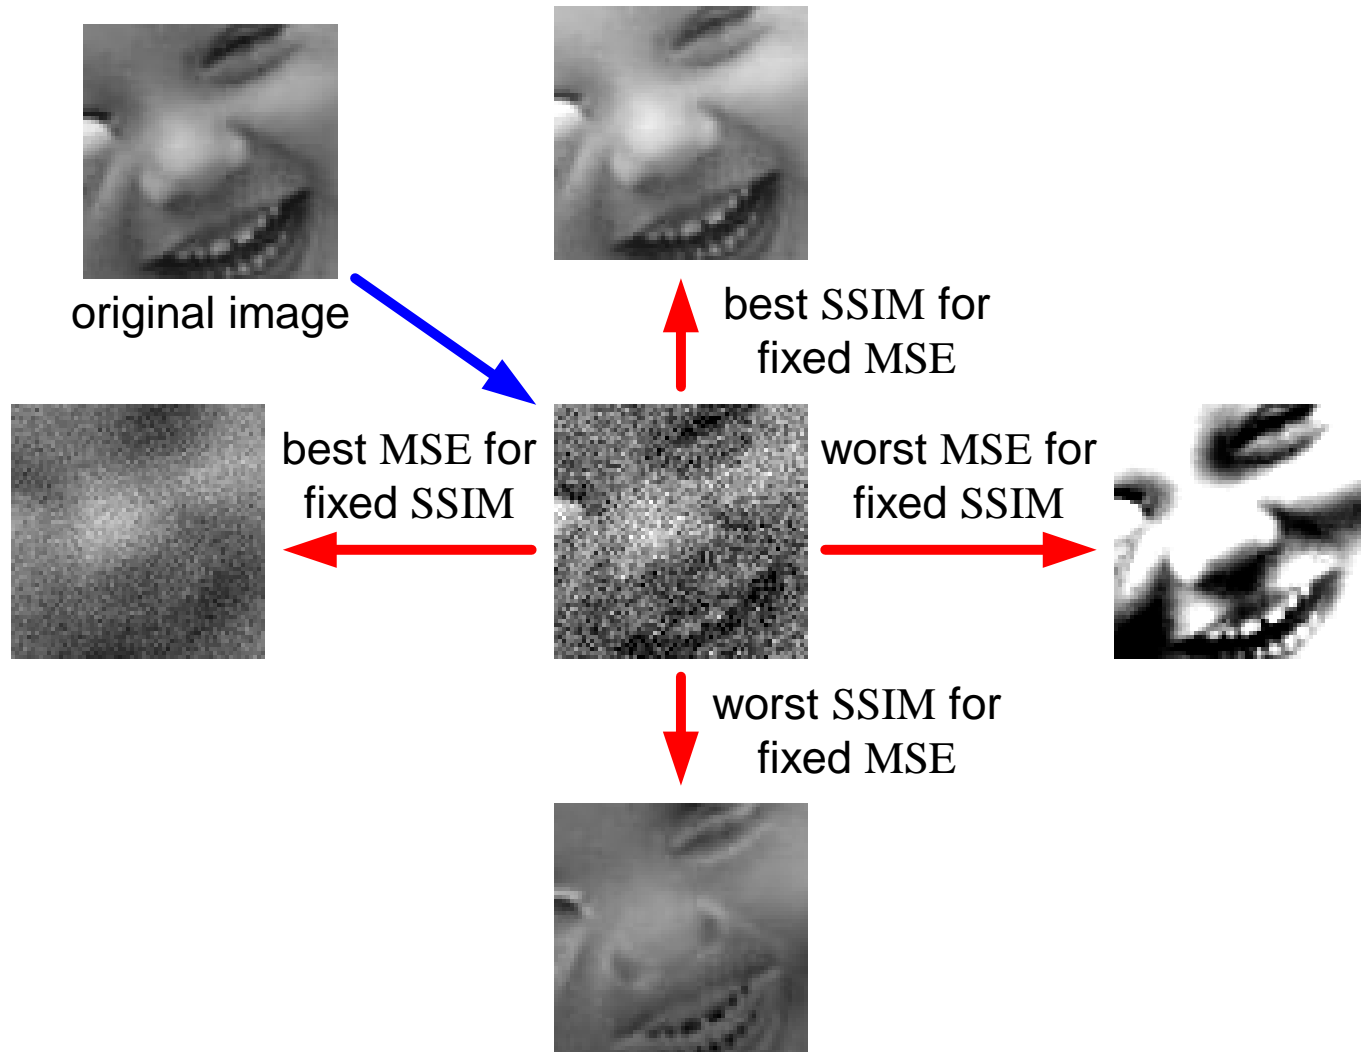 original image
best SSIM for
fixed MSE
best MSE for
fixed SSIM
worst MSE for
fixed SSIM
worst SSIM for
fixed MSE